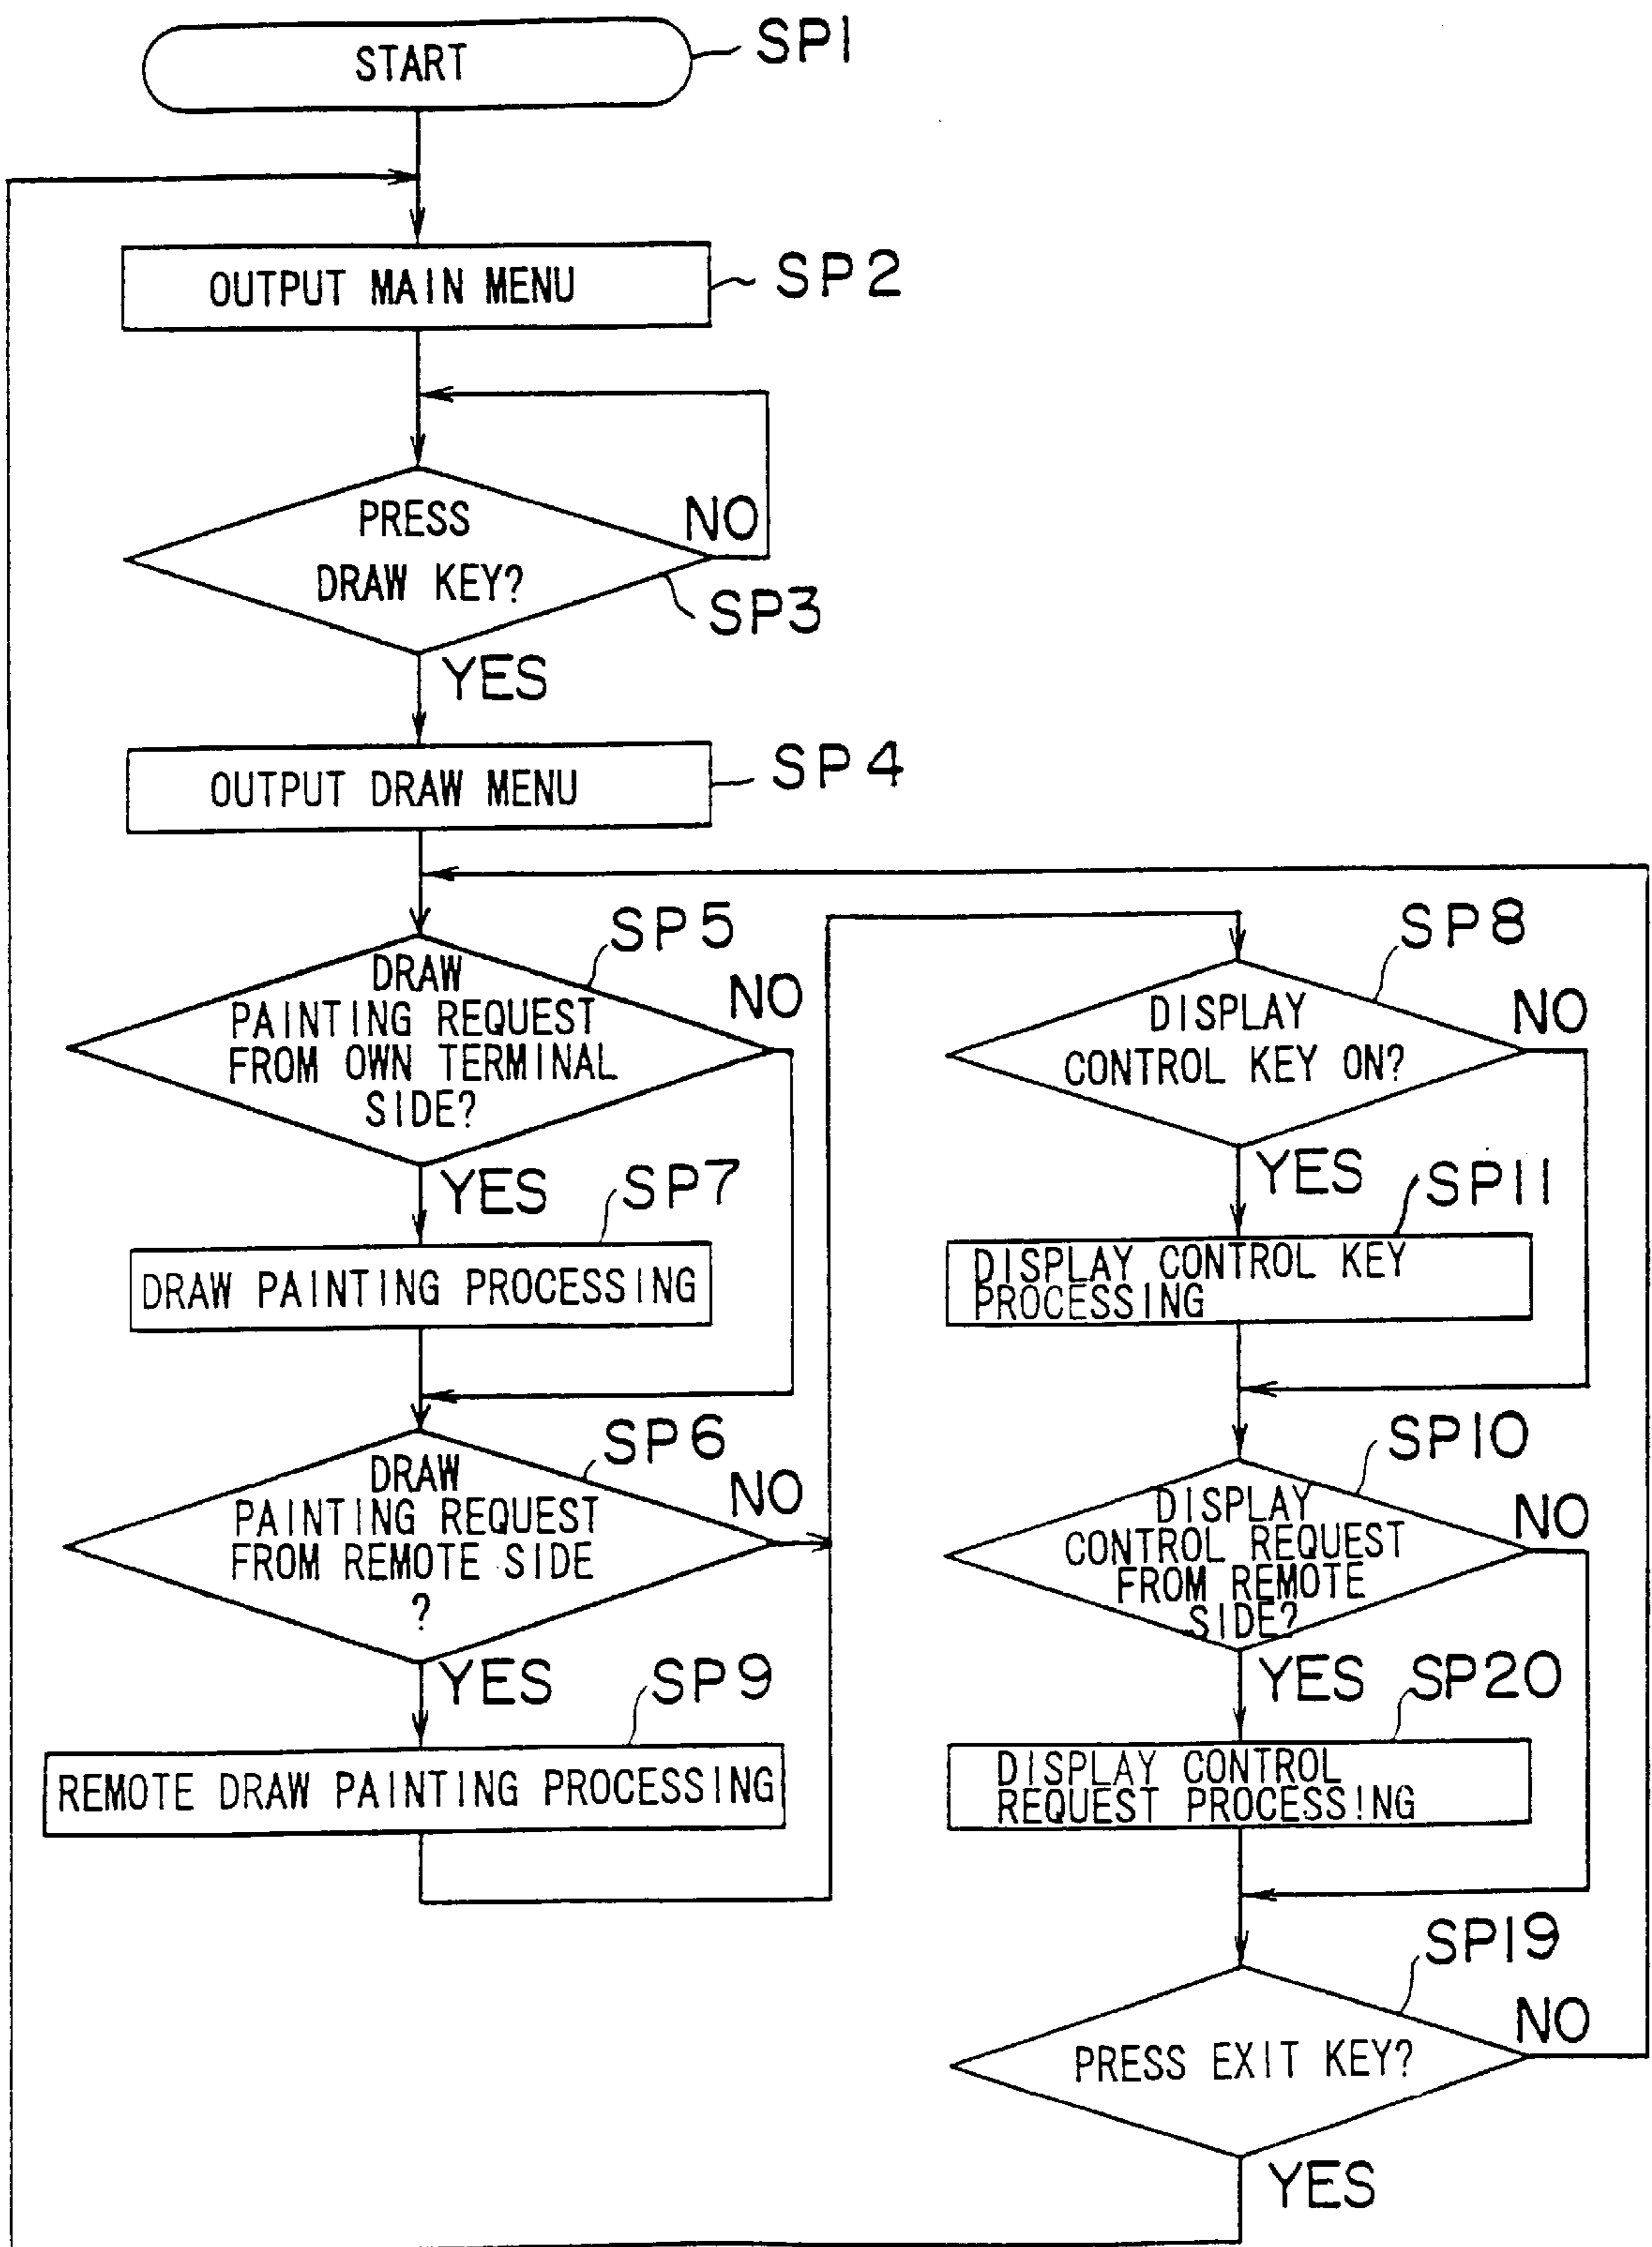 START
SP1
OUTPUT MAIN MENU
SP2
PRESS
DRAW KEY?
NO
SP3
YES
OUTPUT DRAW MENU
SP4
SP5
DRAW
PAINTING REQUEST
FROM OWN TERMINAL
SIDE?
NO
YES
SP7
DRAW PAINTING PROCESSING
SP6
DRAW
PAINTING REQUEST
FROM REMOTE SIDE
?
NO
YES
SP9
REMOTE DRAW PAINTING PROCESSING
SP8
DISPLAY
CONTROL KEY ON?
NO
YES
SP11
DISPLAY CONTROL KEY
PROCESSING
SP10
DISPLAY
CONTROL REQUEST
FROM REMOTE
SIDE?
NO
YES
SP20
DISPLAY CONTROL
REQUEST PROCESSING
SP19
PRESS EXIT KEY?
NO
YES